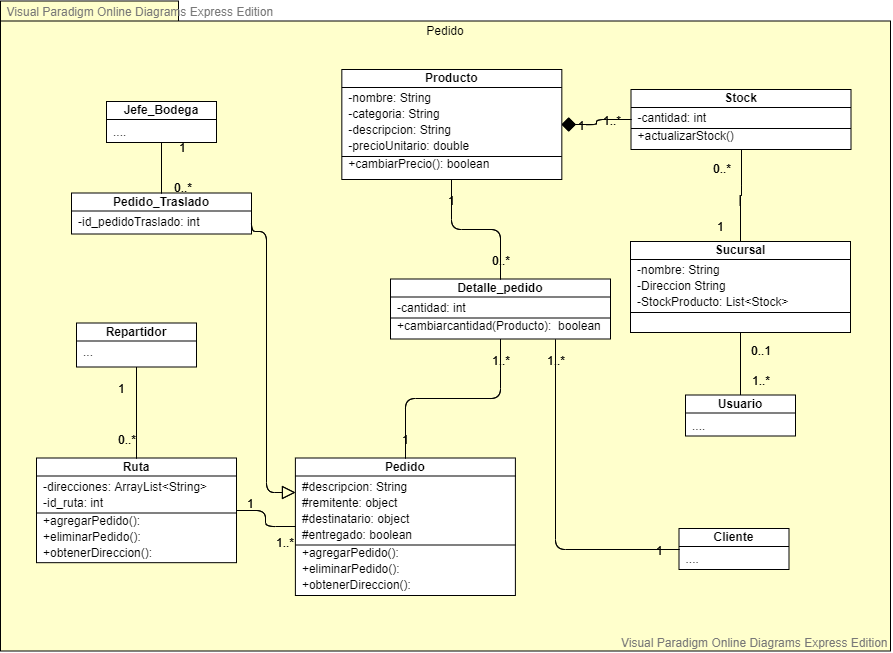 Visual Paradigm Online Diagrams Express Edition
Pedido
Producto
-nombre: String
-categoria: String
-descripcion: String
-precioUnitario: double
+cambiarPrecio(): boolean
1
1..*
Stock
-cantidad: int
+actualizarStock()
Jefe_Bodega
....
1
0..*
Pedido_Traslado
-id_pedidoTraslado: int
0..*
1
1
0..*
Sucursal
-nombre: String
-Direccion String
-StockProducto: List<Stock>
Detalle_pedido
-cantidad: int
+cambiarcantidad(Producto): boolean
Repartidor
...
0..1
1..*
1..*
1..*
1
0..*
Usuario
....
1
Ruta
-direcciones: ArrayList<String>
-id_ruta: int
+agregarPedido():
+eliminarPedido():
+obtenerDireccion():
1
1..*
Pedido
#descripcion: String
#remitente: object
#destinatario: object
#entregado: boolean
+agregarPedido():
+eliminarPedido():
+obtenerDireccion():
1
Cliente
....
Visual Paradigm Online Diagrams Express Edition